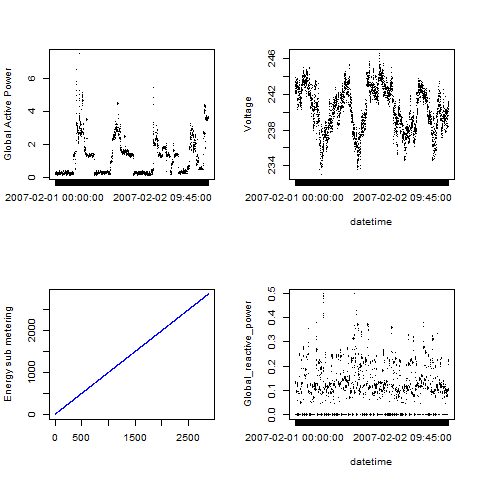 Global Active Power
0 2 4 6
2007-02-01 00:00:00 2007-02-02 09:45:00
Voltage
234 238 242 246
2007-02-01 00:00:00 2007-02-02 09:45:00
datetime
Energy sub metering
0 1000 2000
0 500 1500 2500
Global_reactive_power
0.0 0.1 0.2 0.3 0.4 0.5
2007-02-01 00:00:00 2007-02-02 09:45:00
datetime